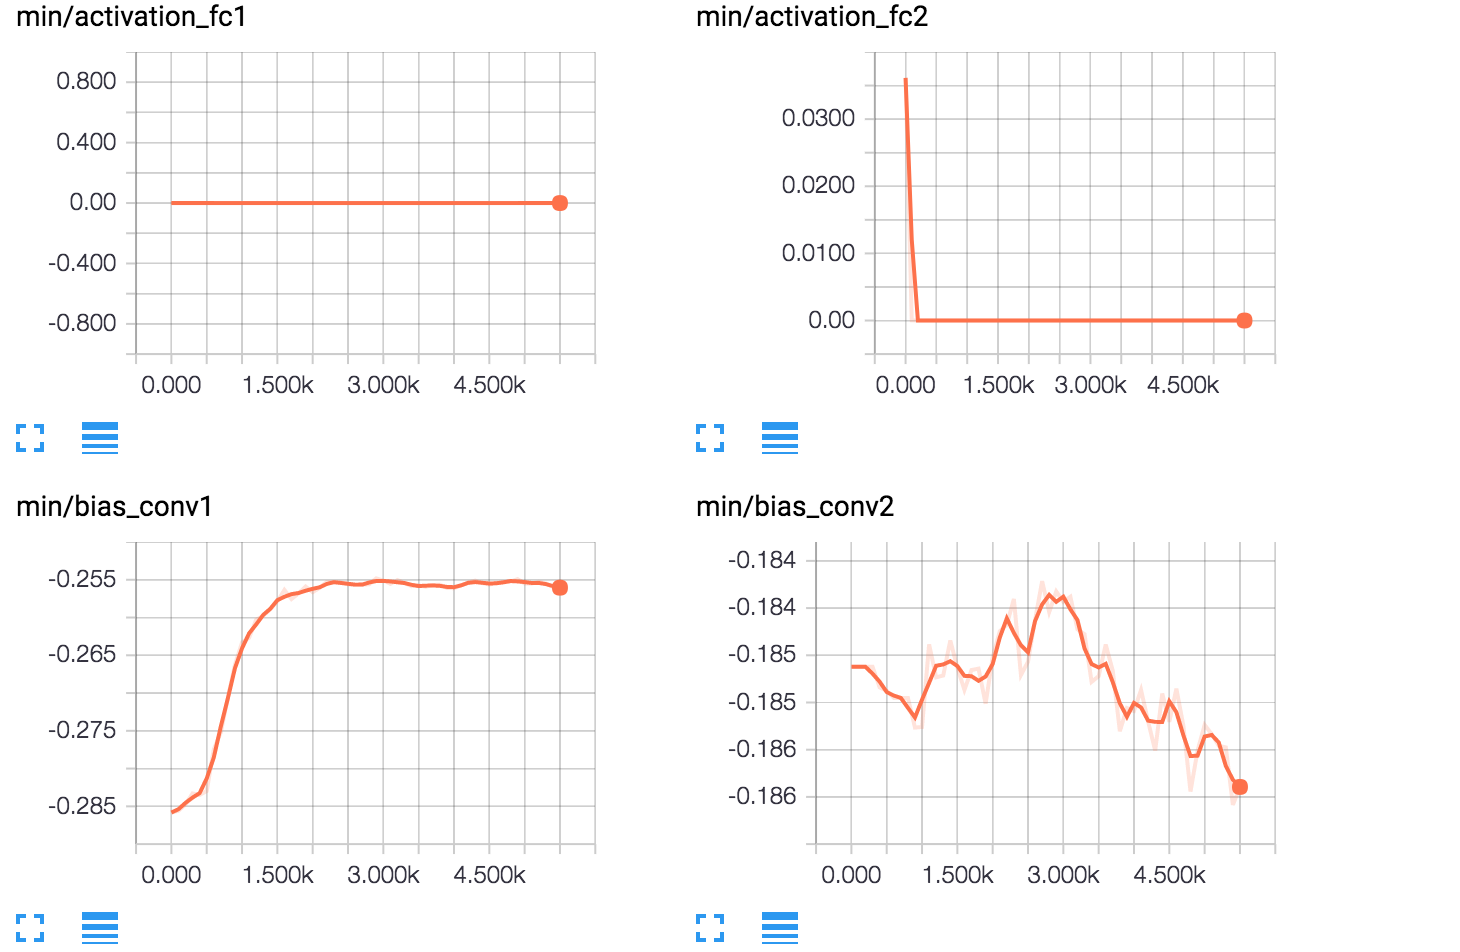 min/activation_fc1
0.800
0.400
0.00
-0.400
-0.800
0.000 1.500k 3.000k 4.500k
min/activation_fc2
0.0300
0.0200
0.0100
0.00
0.000 1.500k 3.000k 4.500k
min/bias_conv1
-0.255
-0.265
-0.275
-0.285
0.000 1.500k 3.000k 4.500k
min/bias_conv2
-0.184
-0.184
-0.185
-0.185
-0.186
-0.186
0.000 1.500k 3.000k 4.500k